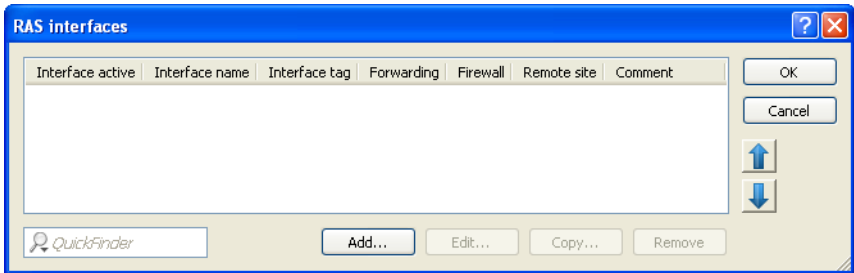 RAS interfaces
Interface active Interface name Interface tag Forwarding Firewall Remote site Comment
OK
Cancel
QuickFinder Add... Edit... Copy... Remove